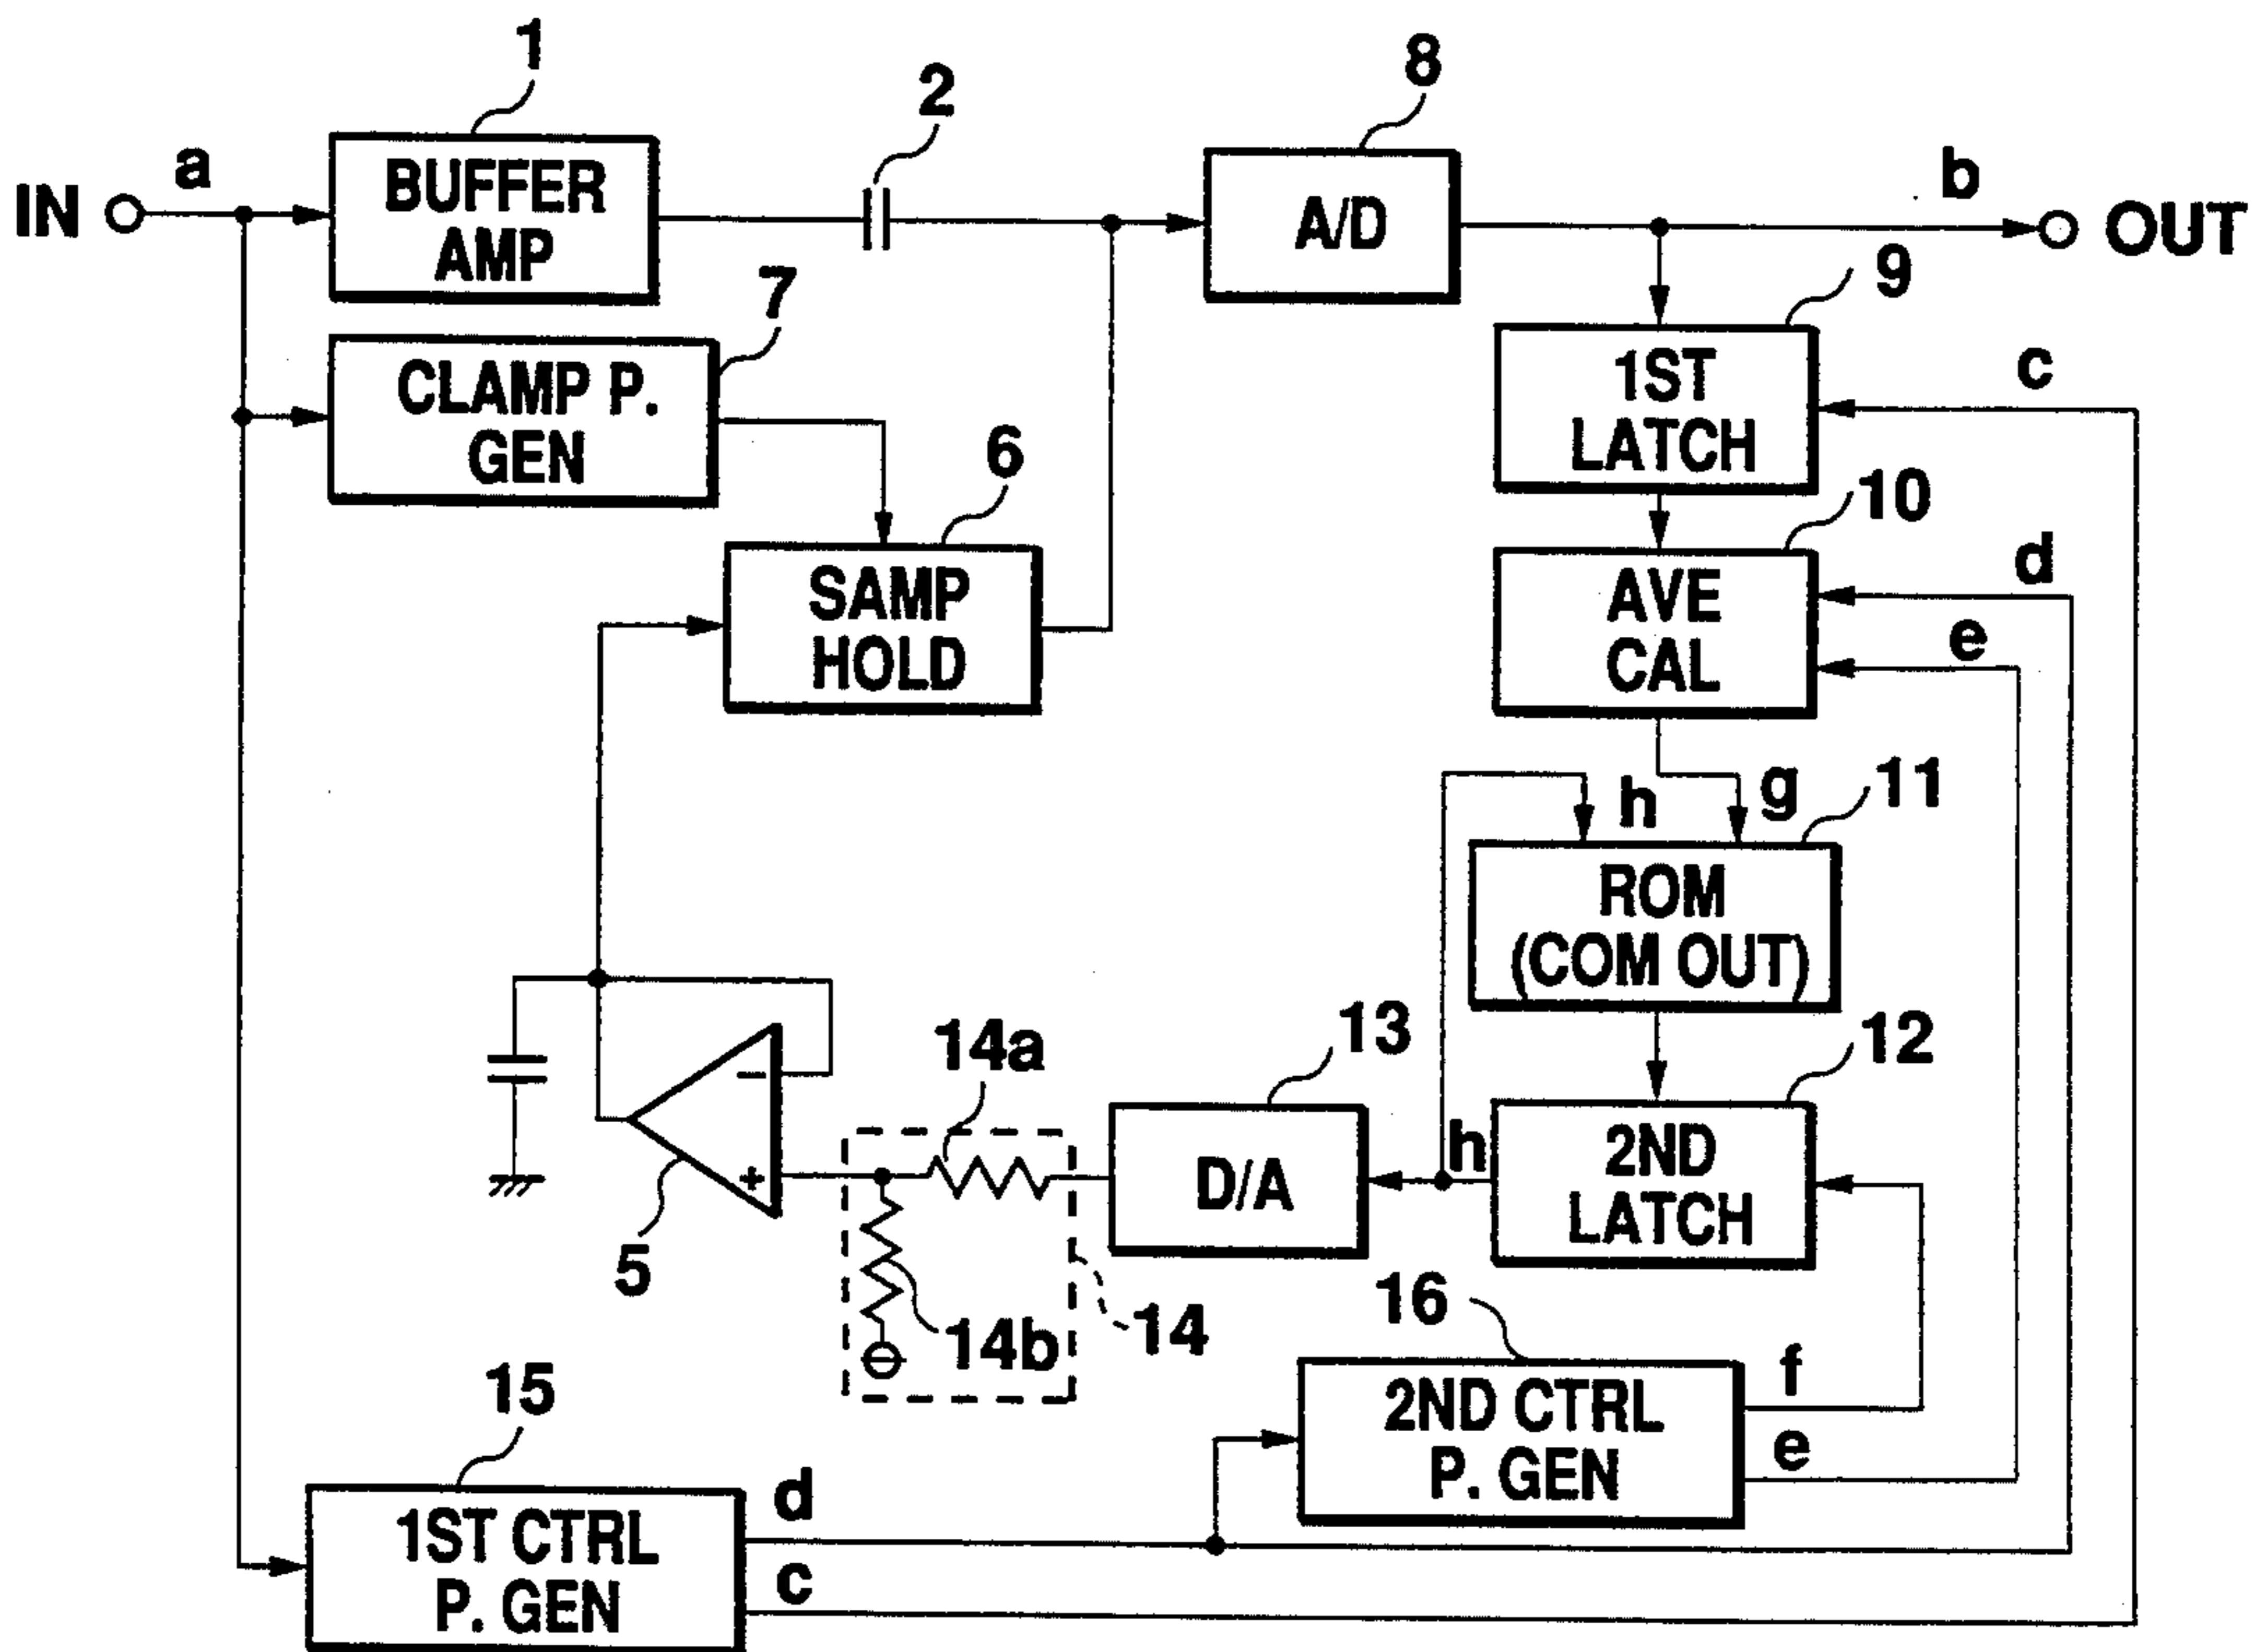 1
2
8
IN
a
BUFFER
AMP
A/D
b
OUT
7
9
CLAMP P.
GEN
1ST
LATCH
c
6
10
SAMP
HOLD
AVE
CAL
d
e
h
g
11
ROM
(COM OUT)
13
12
14a
-
+
5
D/A
h
2ND
LATCH
14b
14
16
15
2ND CTRL
P. GEN
f
e
1ST CTRL
P. GEN
d
c